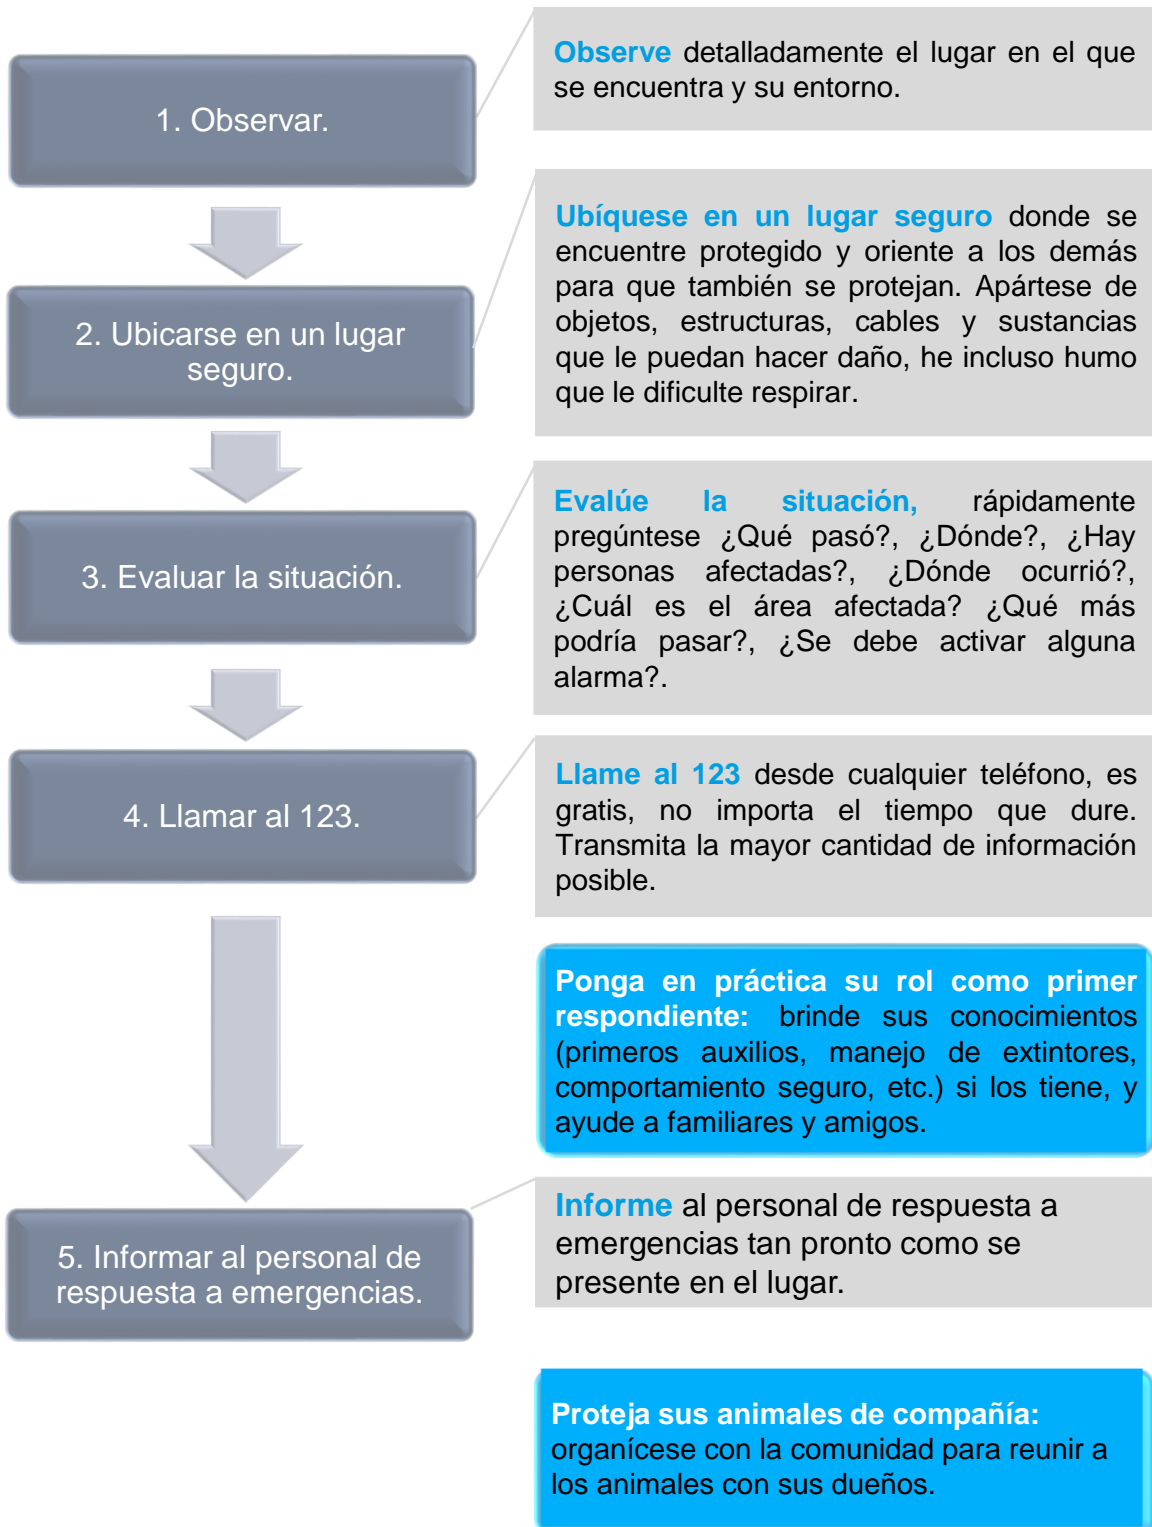 1. Observar.
Observe detalladamente el lugar en el que
se encuentra y su entorno.
2. Ubicarse en un lugar
seguro.
Ubíquese en un lugar seguro donde se
encuentre protegido y oriente a los demás
para que también se protejan. Apártese de
objetos, estructuras, cables y sustancias
que le puedan hacer daño, he incluso humo
que le dificulte respirar.
3. Evaluar la situación.
Evalúe la situación, rápidamente
pregúntese ¿Qué pasó?, ¿Dónde?, ¿Hay
personas afectadas?, ¿Dónde ocurrió?,
¿Cuál es el área afectada? ¿Qué más
podría pasar?, ¿Se debe activar alguna
alarma?.
4. Llamar al 123.
Llame al 123 desde cualquier teléfono, es
gratis, no importa el tiempo que dure.
Transmita la mayor cantidad de información
posible.
Ponga en práctica su rol como primer
respondiente: brinde sus conocimientos
(primeros auxilios, manejo de extintores,
comportamiento seguro, etc.) si los tiene, y
ayude a familiares y amigos.
5. Informar al personal de
respuesta a emergencias.
Informe al personal de respuesta a
emergencias tan pronto como se
presente en el lugar.
Proteja sus animales de compañía:
organícese con la comunidad para reunir a
los animales con sus dueños.